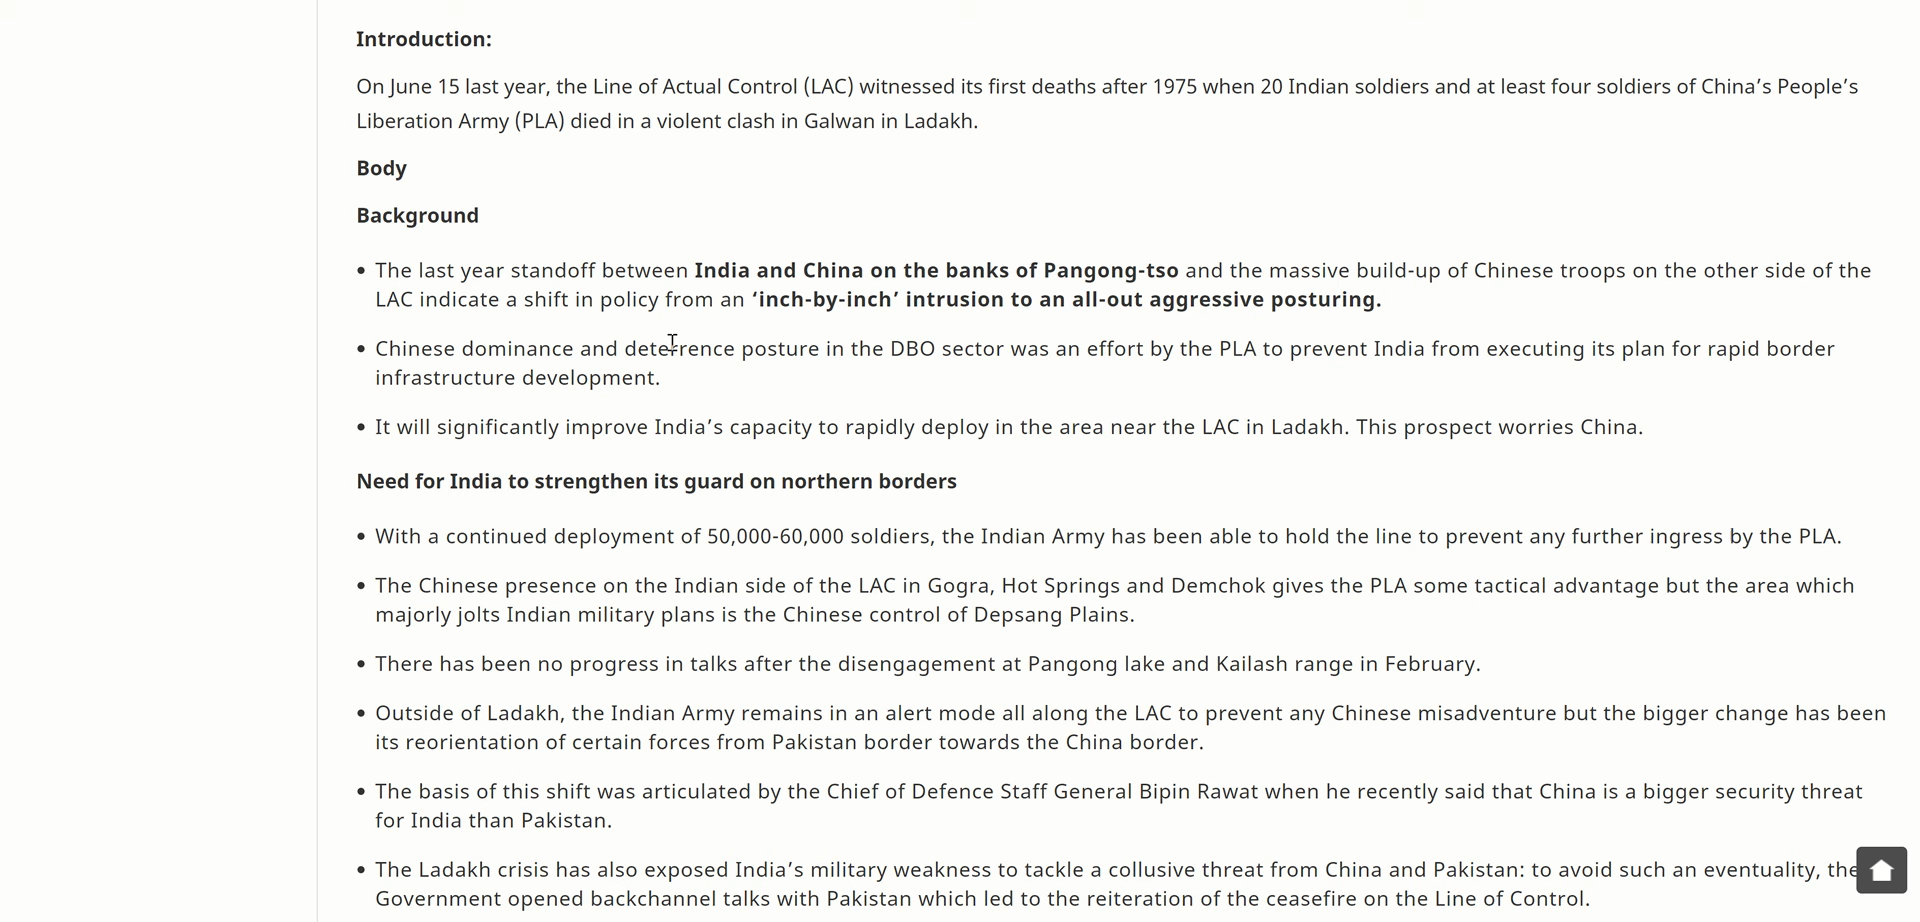 Introduction:
On June 15 last year, the Line of Actual Control (LAC) witnessed its first deaths after 1975 when 20 Indian soldiers and at least four soldiers of China’s People’s
Liberation Army (PLA) died in a violent clash in Galwan in Ladakh.
Body
Background
• The last year standoff between India and China on the banks of Pangong-tso and the massive build-up of Chinese troops on the other side of the
LAC indicate a shift in policy from an ‘inch-by-inch’ intrusion to an all-out aggressive posturing.
• Chinese dominance and deterrence posture in the DBO sector was an effort by the PLA to prevent India from executing its plan for rapid border
infrastructure development.
• It will significantly improve India’s capacity to rapidly deploy in the area near the LAC in Ladakh. This prospect worries China.
Need for India to strengthen its guard on northern borders
• With a continued deployment of 50,000-60,000 soldiers, the Indian Army has been able to hold the line to prevent any further ingress by the PLA.
• The Chinese presence on the Indian side of the LAC in Gogra, Hot Springs and Demchok gives the PLA some tactical advantage but the area which
majorly jolts Indian military plans is the Chinese control of Depsang Plains.
• There has been no progress in talks after the disengagement at Pangong lake and Kailash range in February.
• Outside of Ladakh, the Indian Army remains in an alert mode all along the LAC to prevent any Chinese misadventure but the bigger change has been
its reorientation of certain forces from Pakistan border towards the China border.
• The basis of this shift was articulated by the Chief of Defence Staff General Bipin Rawat when he recently said that China is a bigger security threat
for India than Pakistan.
• The Ladakh crisis has also exposed India’s military weakness to tackle a collusive threat from China and Pakistan: to avoid such an eventuality, the
Government opened backchannel talks with Pakistan which led to the reiteration of the ceasefire on the Line of Control.